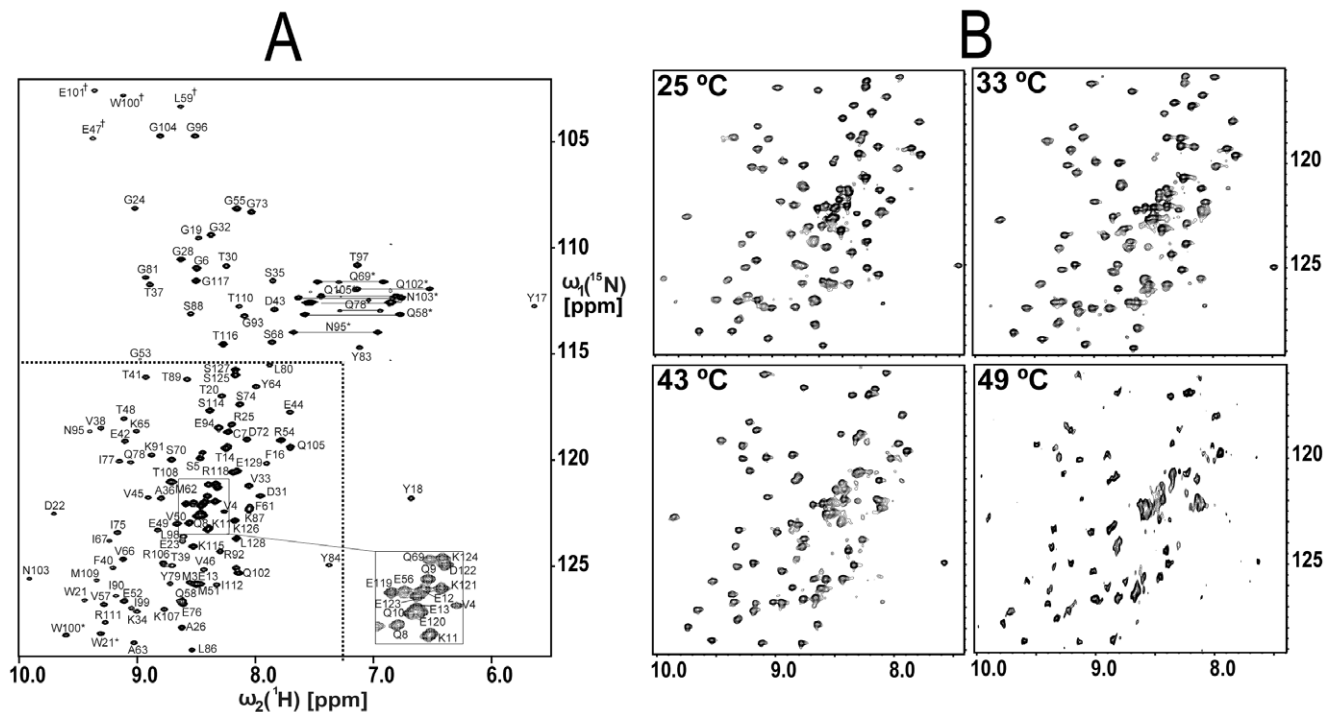 A
B
E101†
W100†
L59†
E47†
G104
G96
105
G24
G55
G73
G19
G32
110
G28
G6
T30
T97
G81
G117
S35
Q69*
ω₁(¹⁵N)
T37
Q105
Q102*
[ppm]
S88
T110
D43
Q78*
N103*
Y17
G93
Q58*
T116
S68
N95*
G53
Y83
115
S127
L80
T41
T89
S125
Y64
T20
S74
T48
S114
E44
V38
K65
R25
N95
E42
E94
C7
D72
R54
K91
S70
Q105
I77
Q78
T14
120
S5
F16
T108
R118
E129
V33
V45
A36
M62
D31
Y18
D22
V50
V4
F61
E49
Q8
K11
K87
I75
L98
K126
I67
E23
K115
L128
V66
R106
T39
V46
R92
Y84
125
F40
M109
Y79
M3
E13
Q102
N103
W21
I90
M51
I112
V57
E52
I99
Q58
E76
R111
K34
K107
A26
W100*
W21*
A63
L86
Q69
K124
Q9
D122
E119
E56
K121
E12
E123
E13
V4
Q10
E120
Q8
K11
10.0
9.0
8.0
7.0
6.0
ω₂(¹H) [ppm]
25 ºC
33 ºC
120
125
43 ºC
49 ºC
120
125
10.0
9.0
8.0
10.0
9.0
8.0